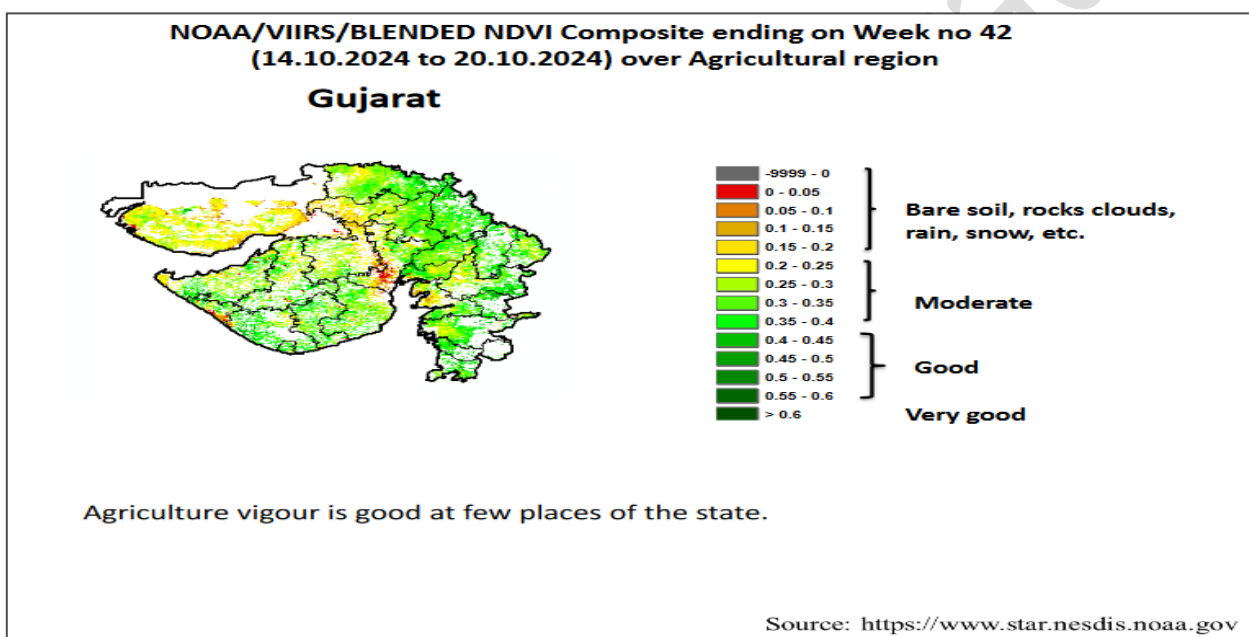 NOAA/VIIRS/BLENDED NDVI Composite ending on Week no 42
(14.10.2024 to 20.10.2024) over Agricultural region
Gujarat
-9999 - 0
0 - 0.05
0.05 - 0.1
0.1 - 0.15
0.15 - 0.2
0.2 - 0.25
0.25 - 0.3
0.3 - 0.35
0.35 - 0.4
0.4 - 0.45
0.45 - 0.5
0.5 - 0.55
0.55 - 0.6
> 0.6
Bare soil, rocks clouds,
rain, snow, etc.
Moderate
Good
Very good
Agriculture vigour is good at few places of the state.
Source: https://www.star.nesdis.noaa.gov